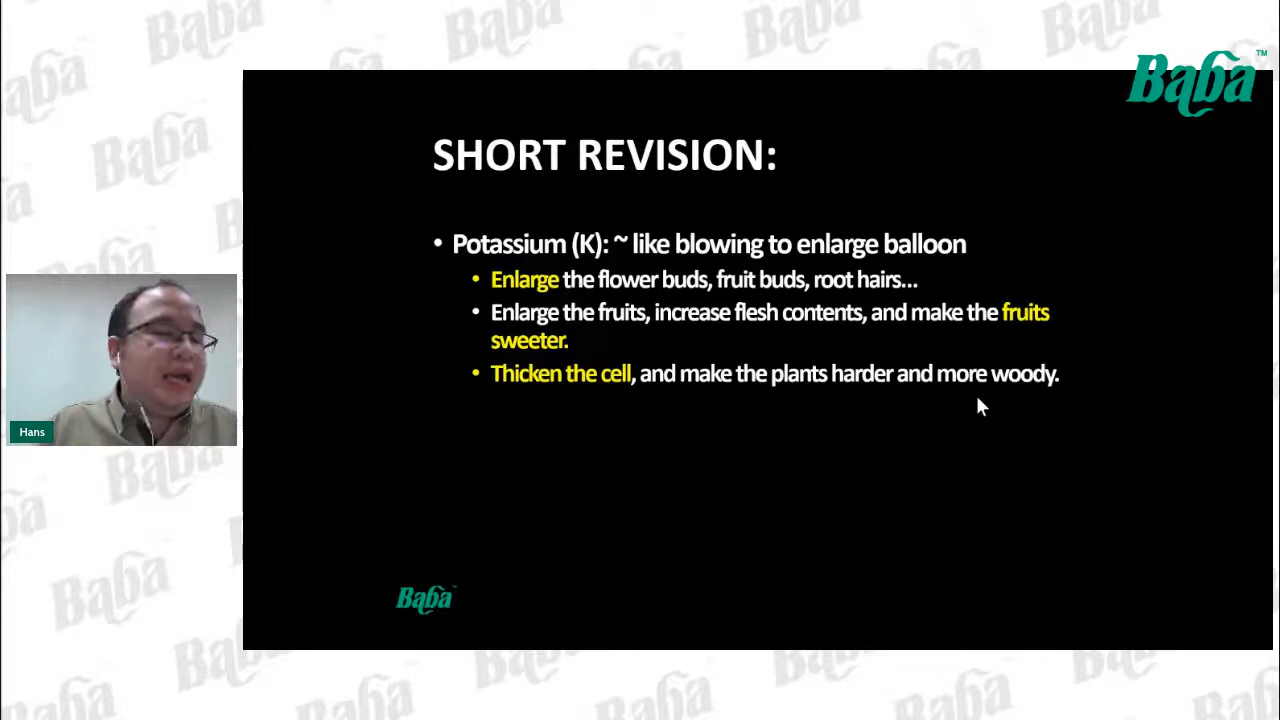 Baba™
SHORT REVISION:
• Potassium (K): ~ like blowing to enlarge balloon
• Enlarge the flower buds, fruit buds, root hairs...
• Enlarge the fruits, increase flesh contents, and make the fruits
sweeter.
• Thicken the cell, and make the plants harder and more woody.
Hans
Baba